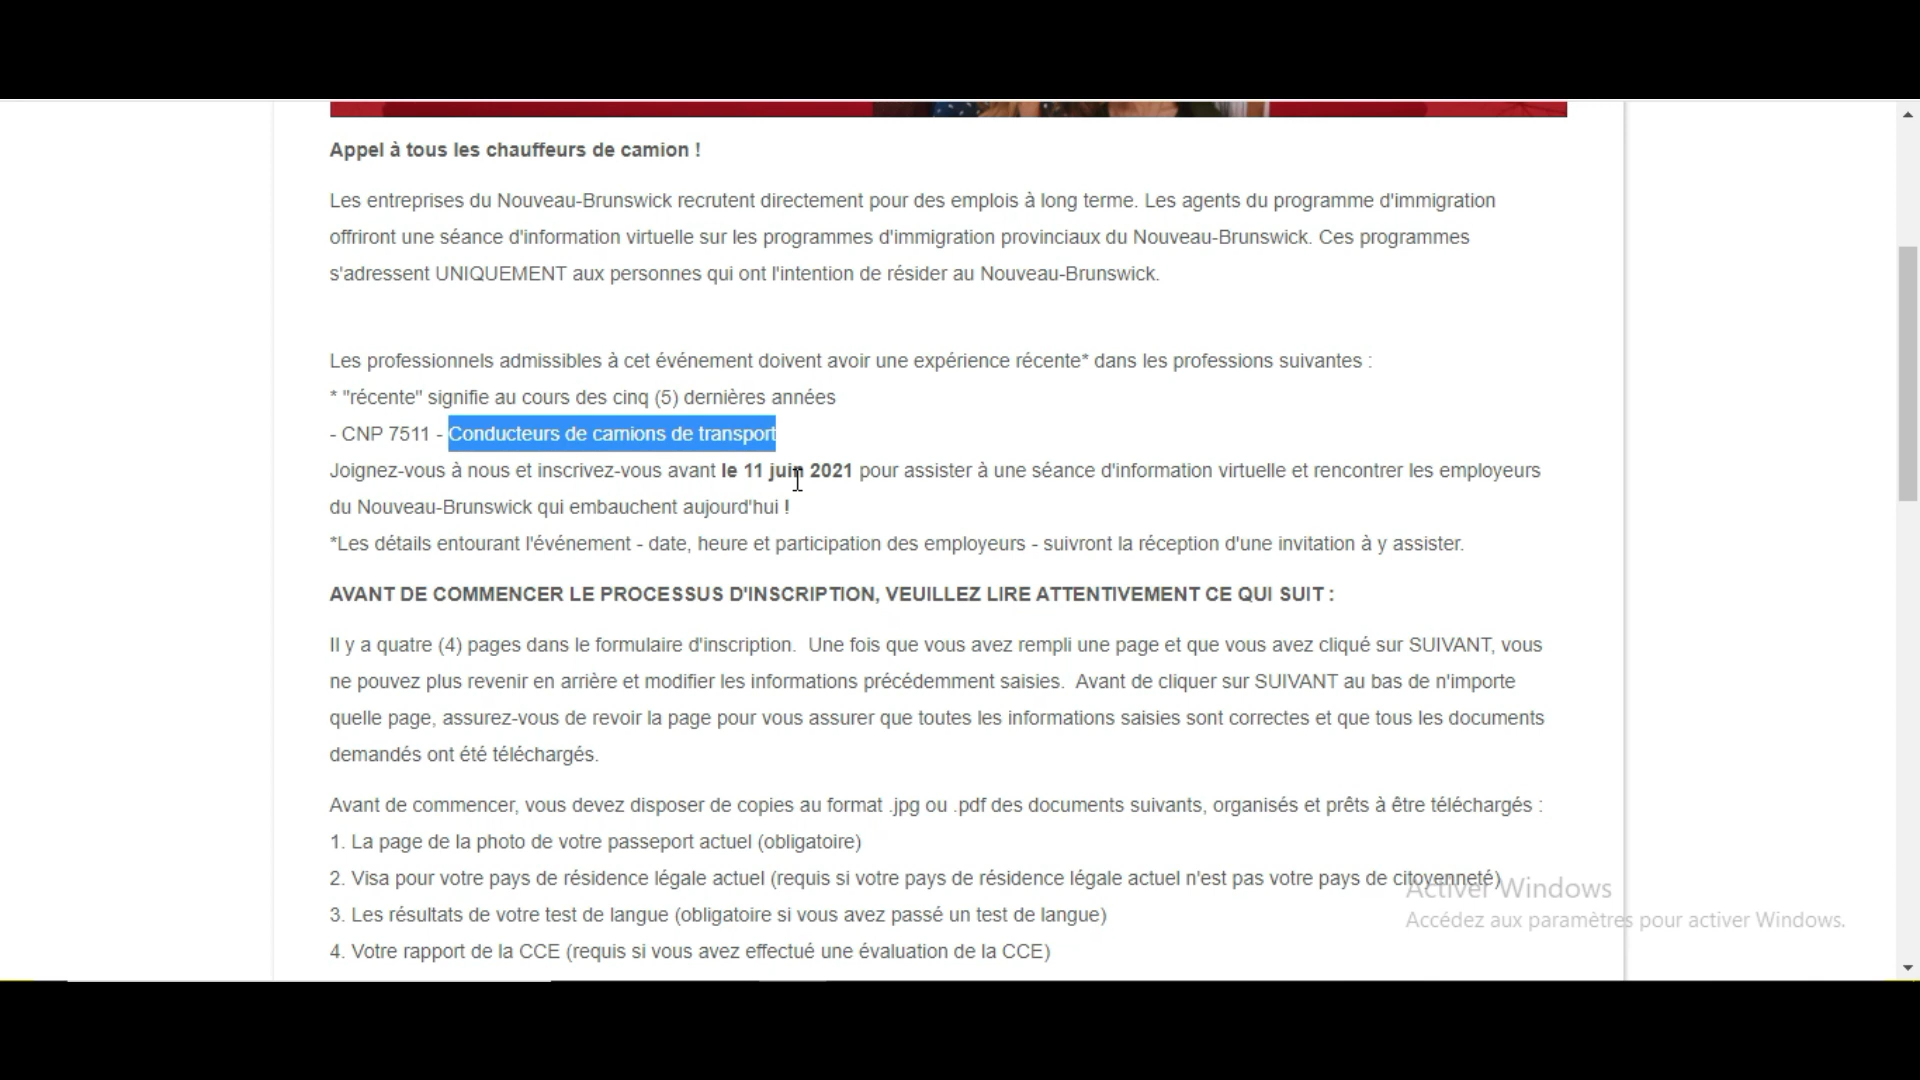 Appel à tous les chauffeurs de camion !
Les entreprises du Nouveau-Brunswick recrutent directement pour des emplois à long terme. Les agents du programme d'immigration
offriront une séance d'information virtuelle sur les programmes d'immigration provinciaux du Nouveau-Brunswick. Ces programmes
s'adressent UNIQUEMENT aux personnes qui ont l'intention de résider au Nouveau-Brunswick.
Les professionnels admissibles à cet événement doivent avoir une expérience récente* dans les professions suivantes :
* "récente" signifie au cours des cinq (5) dernières années
- CNP 7511 - Conducteurs de camions de transport
Joignez-vous à nous et inscrivez-vous avant le 11 juin 2021 pour assister à une séance d'information virtuelle et rencontrer les employeurs
du Nouveau-Brunswick qui embauchent aujourd'hui !
*Les détails entourant l'événement - date, heure et participation des employeurs - suivront la réception d'une invitation à y assister.
AVANT DE COMMENCER LE PROCESSUS D'INSCRIPTION, VEUILLEZ LIRE ATTENTIVEMENT CE QUI SUIT :
Il y a quatre (4) pages dans le formulaire d'inscription. Une fois que vous avez rempli une page et que vous avez cliqué sur SUIVANT, vous
ne pouvez plus revenir en arrière et modifier les informations précédemment saisies. Avant de cliquer sur SUIVANT au bas de n'importe
quelle page, assurez-vous de revoir la page pour vous assurer que toutes les informations saisies sont correctes et que tous les documents
demandés ont été téléchargés.
Avant de commencer, vous devez disposer de copies au format .jpg ou .pdf des documents suivants, organisés et prêts à être téléchargés :
1. La page de la photo de votre passeport actuel (obligatoire)
2. Visa pour votre pays de résidence légale actuel (requis si votre pays de résidence légale actuel n'est pas votre pays de citoyenneté)
3. Les résultats de votre test de langue (obligatoire si vous avez passé un test de langue)
4. Votre rapport de la CCE (requis si vous avez effectué une évaluation de la CCE)
Activer Windows
Accédez aux paramètres pour activer Windows.